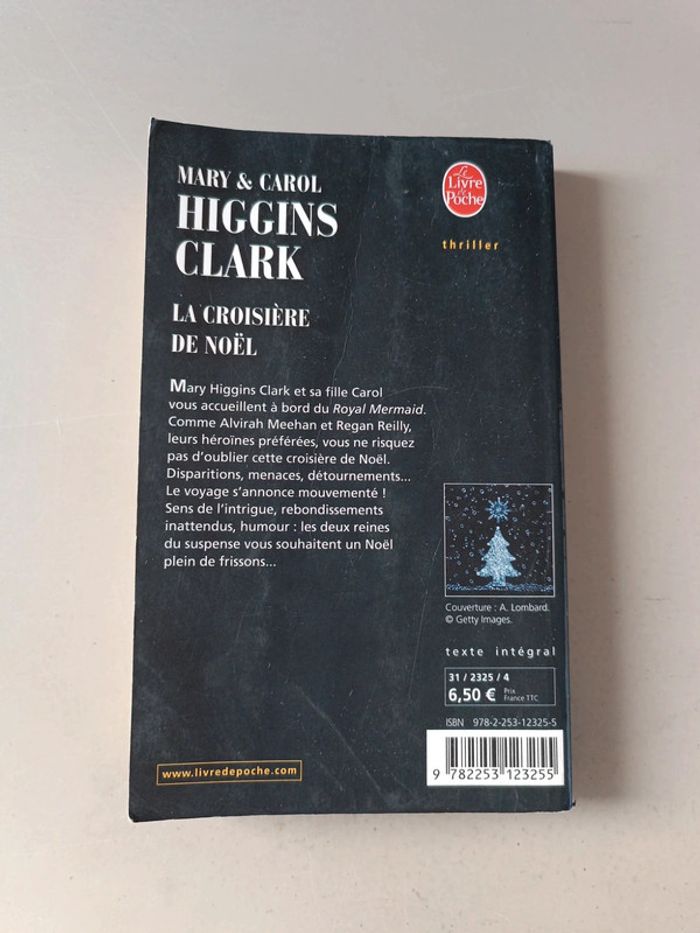 MARY & CAROL
HIGGINS
CLARK
LA CROISIÈRE
DE NOËL
Le
Livre
de
Poche
thriller
Mary Higgins Clark et sa fille Carol
vous accueillent à bord du Royal Mermaid.
Comme Alvirah Meehan et Regan Reilly,
leurs héroïnes préférées, vous ne risquez
pas d'oublier cette croisière de Noël.
Disparitions, menaces, détournements...
Le voyage s'annonce mouvementé !
Sens de l'intrigue, rebondissements
inattendus, humour : les deux reines
du suspense vous souhaitent un Noël
plein de frissons...
Couverture : A. Lombard.
© Getty Images.
texte intégral
31 / 2325 / 4
6,50 € Prix
France TTC
ISBN 978-2-253-12325-5
9 782253 123255
www.livredepoche.com